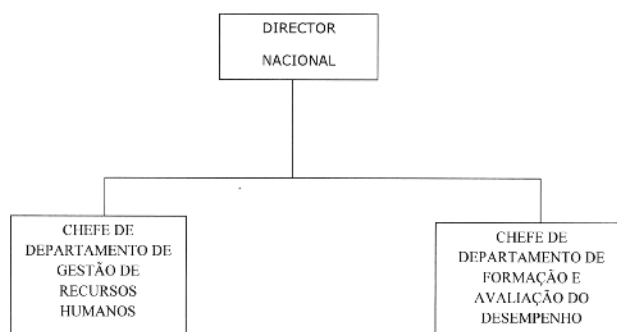 DIRECTOR
NACIONAL
CHEFE DE
DEPARTAMENTO DE
GESTÃO DE
RECURSOS
HUMANOS
CHEFE DE
DEPARTAMENTO DE
FORMAÇÃO E
AVALIAÇÃO DO
DESEMPENHO